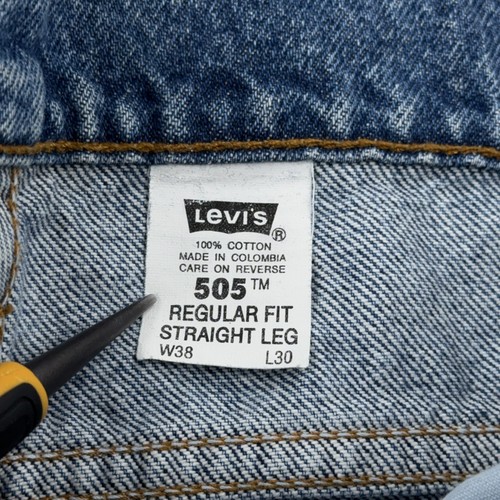 Levi's®
100% COTTON
MADE IN COLOMBIA
CARE ON REVERSE
505™
REGULAR FIT
STRAIGHT LEG
W38 L30